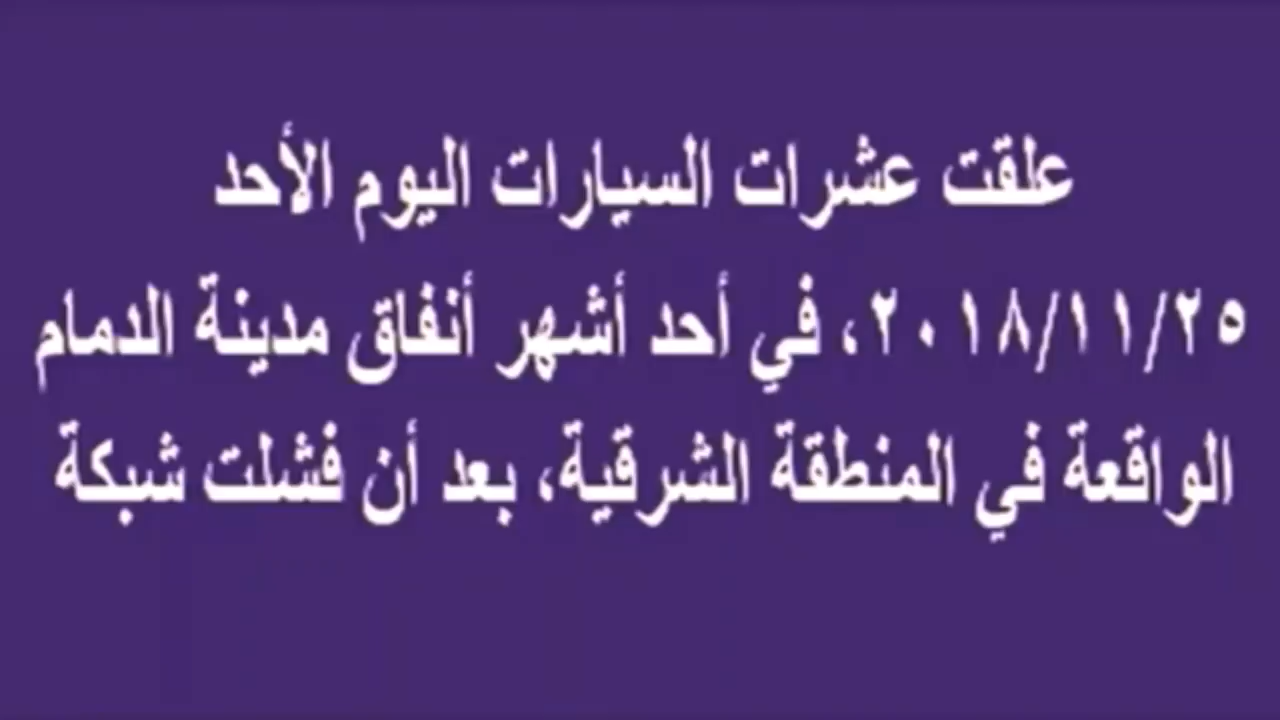 علقت عشرات السيارات اليوم الأحد
٢٠١٨/١١/٢٥، في أحد أشهر أنفاق مدينة الدمام
الواقعة في المنطقة الشرقية، بعد أن فشلت شبكة